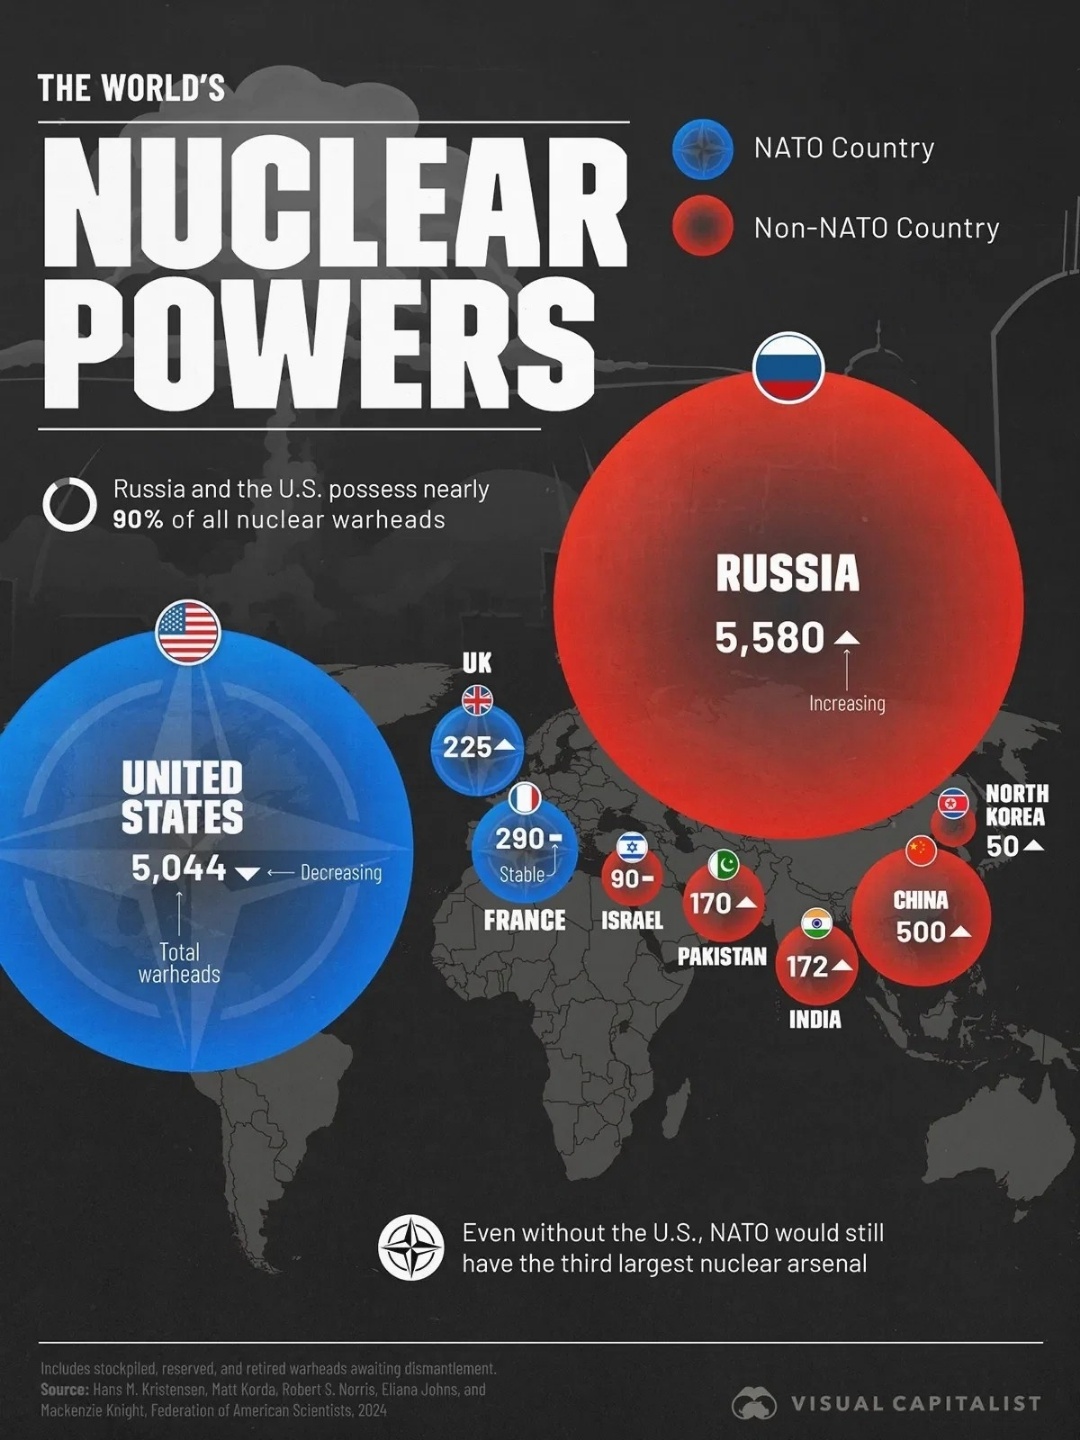 THE WORLD'S
NUCLEAR
POWERS
NATO Country
Non-NATO Country
Russia and the U.S. possess nearly
90% of all nuclear warheads
RUSSIA
5,580
Increasing
UNITED
STATES
5,044
Decreasing
Total
warheads
UK
225
290
Stable
FRANCE
90
ISRAEL
170
PAKISTAN
172
INDIA
CHINA
500
NORTH
KOREA
50
Even without the U.S., NATO would still
have the third largest nuclear arsenal
Includes stockpiled, reserved, and retired warheads awaiting dismantlement.
Source: Hans M. Kristensen, Matt Korda, Robert S. Norris, Eliana Johns, and
Mackenzie Knight, Federation of American Scientists, 2024
VISUAL CAPITALIST